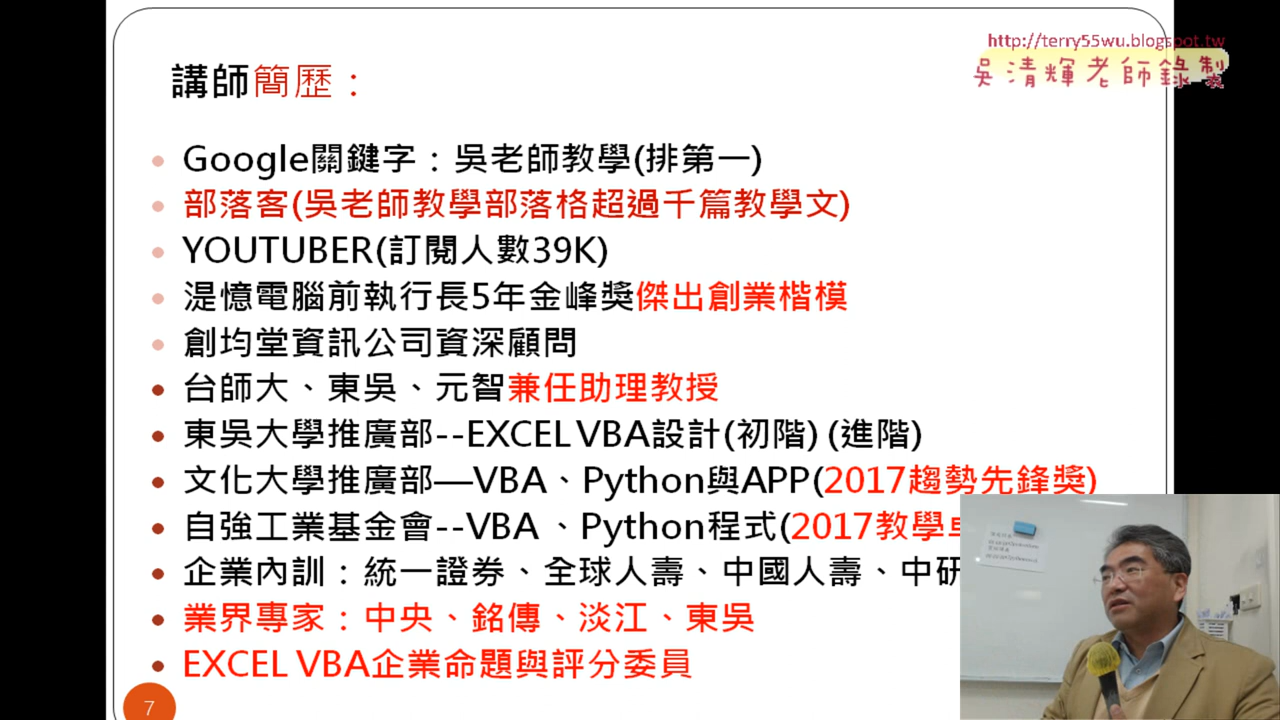 http://terry55wu.blogspot.tw
吳清輝老師錄製
講師簡歷：
Google關鍵字：吳老師教學(排第一)
部落客(吳老師教學部落格超過千篇教學文)
YOUTUBER(訂閱人數39K)
湜憶電腦前執行長5年金峰獎傑出創業楷模
創均堂資訊公司資深顧問
台師大、東吳、元智兼任助理教授
東吳大學推廣部--EXCEL VBA設計(初階) (進階)
文化大學推廣部—VBA、Python與APP(2017趨勢先鋒獎)
自強工業基金會--VBA 、Python程式(2017教學
企業內訓：統一證券、全球人壽、中國人壽、中研
業界專家：中央、銘傳、淡江、東吳
EXCEL VBA企業命題與評分委員
7